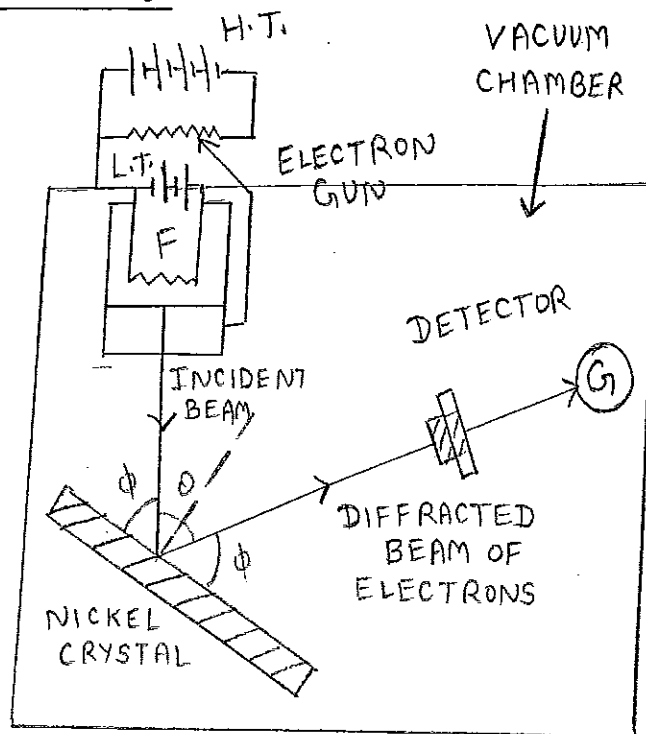 H.T.
VACUUM
CHAMBER
L.T.
ELECTRON
GUN
F
DETECTOR
G
INCIDENT
BEAM
ϕ
θ
ϕ
DIFFRACTED
BEAM OF
ELECTRONS
NICKEL
CRYSTAL